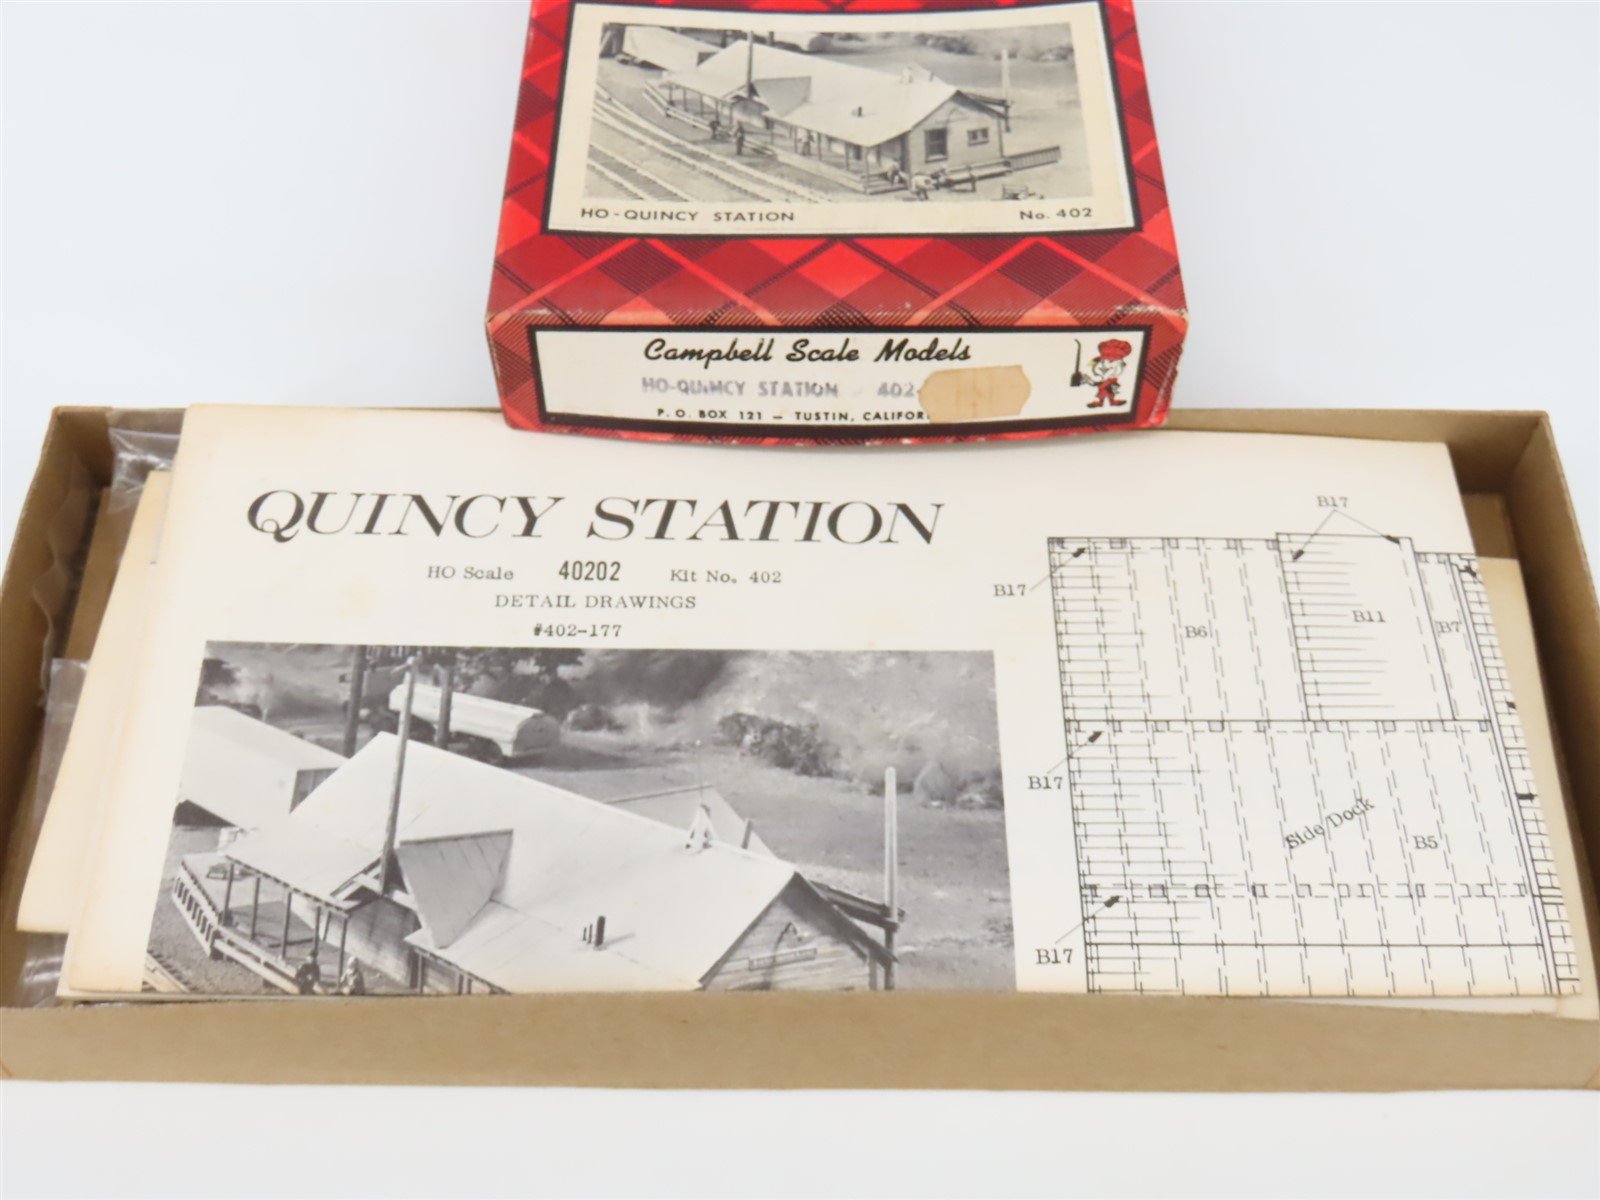 HO-QUINCY STATION No. 402
Campbell Scale Models
HO-QUINCY STATION 402-
P.O. BOX 121 — TUSTIN, CALIFOR
QUINCY STATION
HO Scale 40202 Kit No. 402
DETAIL DRAWINGS
#402-177
B17
B17
B6
B11
B7
B17
Side Dock
B5
B17